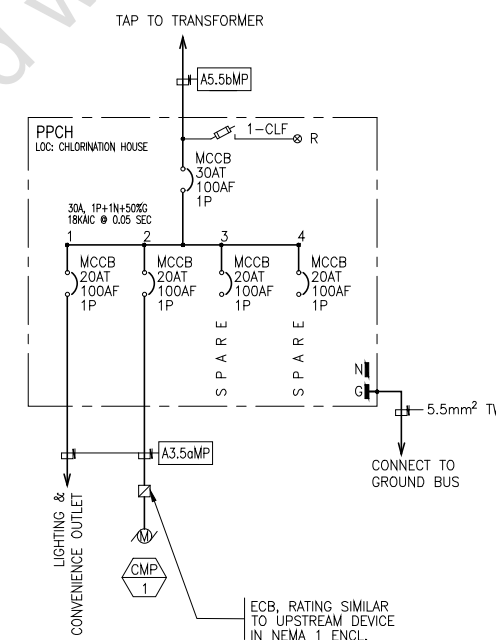 TAP TO TRANSFORMER
A5.5bMP
PPCH
LOC: CHLORINATION HOUSE
1-CLF
R
MCCB
30AT
100AF
1P
30A, 1P+1N+50%G
18KAIC @ 0.05 SEC
1
2
3
4
MCCB
20AT
100AF
1P
MCCB
20AT
100AF
1P
MCCB
20AT
100AF
1P
MCCB
20AT
100AF
1P
SPARE
SPARE
N
G
5.5mm² TW
A3.5aMP
CONNECT TO
GROUND BUS
LIGHTING &
CONVENIENCE OUTLET
M
CMP
1
ECB, RATING SIMILAR
TO UPSTREAM DEVICE
IN NEMA 1 ENCL.